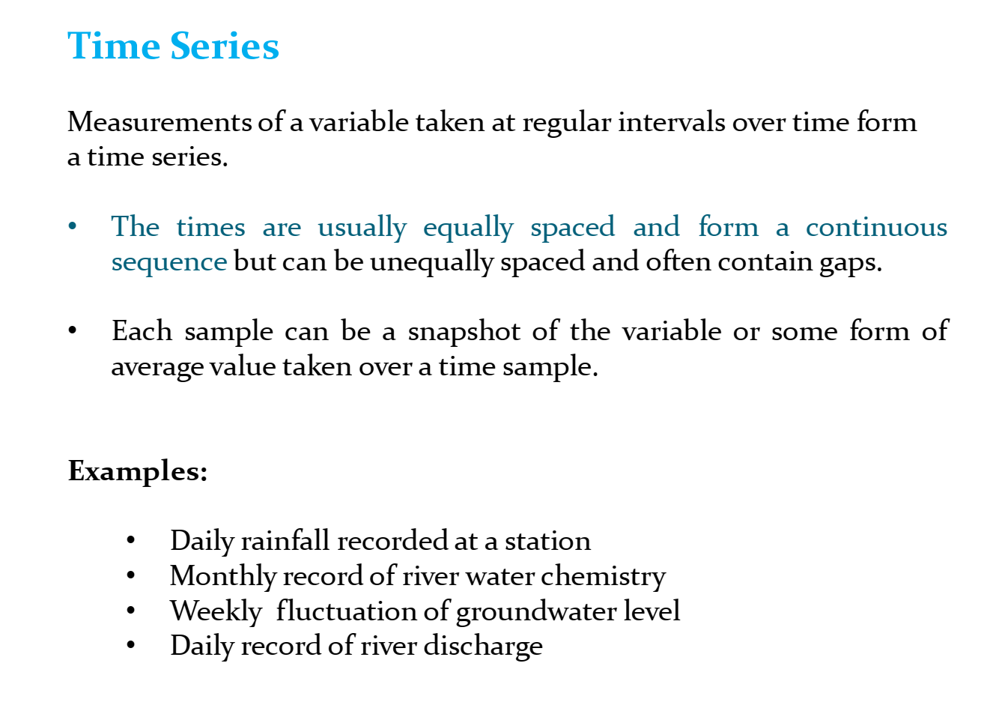 Time Series
Measurements of a variable taken at regular intervals over time form
a time series.
• The times are usually equally spaced and form a continuous
sequence but can be unequally spaced and often contain gaps.
• Each sample can be a snapshot of the variable or some form of
average value taken over a time sample.
Examples:
• Daily rainfall recorded at a station
• Monthly record of river water chemistry
• Weekly fluctuation of groundwater level
• Daily record of river discharge